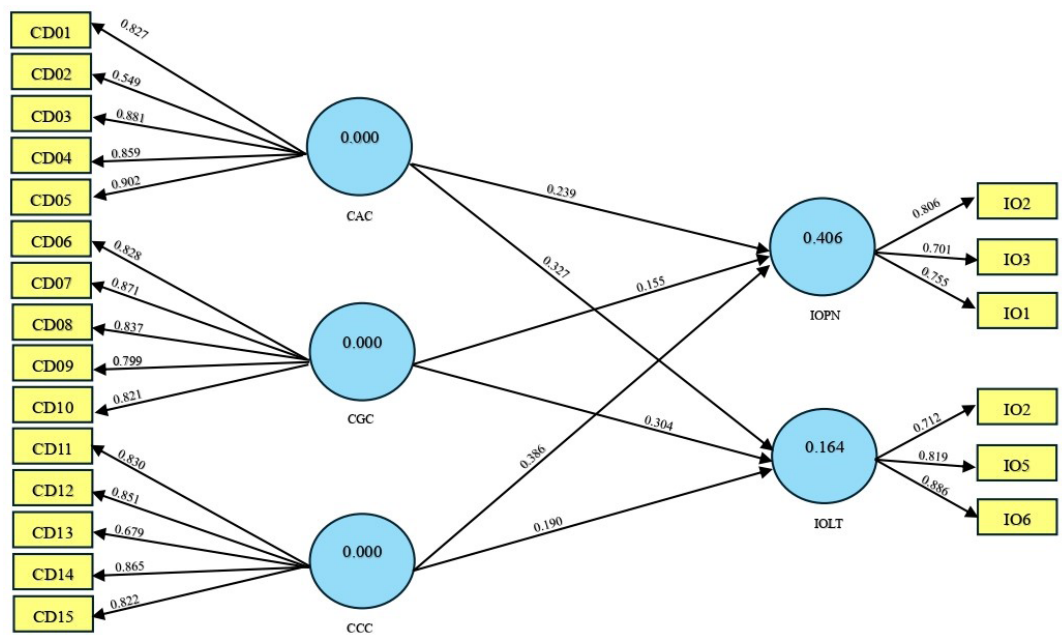 CD01
CD02
CD03
CD04
CD05
CD06
CD07
CD08
CD09
CD10
CD11
CD12
CD13
CD14
CD15
0.827
0.549
0.881
0.859
0.902
0.828
0.871
0.837
0.799
0.821
0.830
0.851
0.679
0.865
0.822
0.000
CAC
0.000
CGC
0.000
CCC
0.239
0.327
0.155
0.304
0.386
0.190
0.406
IOPN
0.164
IOLT
0.806
0.701
0.755
0.712
0.819
0.886
IO2
IO3
IO1
IO2
IO5
IO6